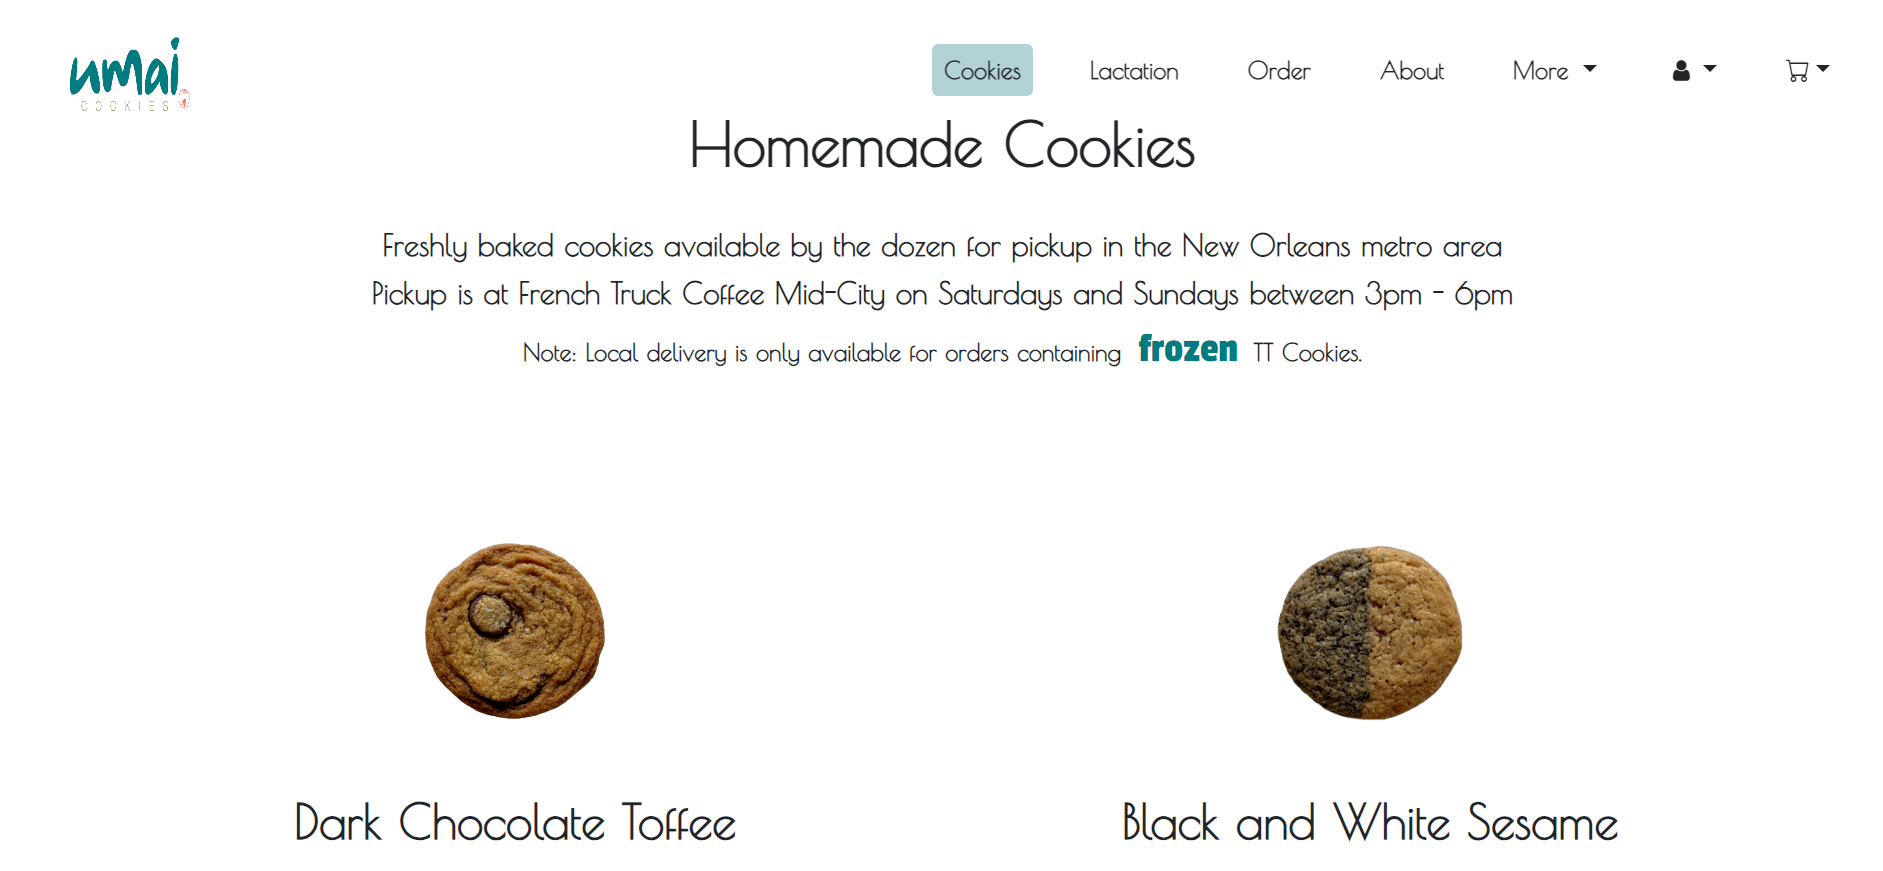 umai
COOKIES
Cookies Lactation Order About More
Homemade Cookies
Freshly baked cookies available by the dozen for pickup in the New Orleans metro area
Pickup is at French Truck Coffee Mid-City on Saturdays and Sundays between 3pm - 6pm
Note: Local delivery is only available for orders containing frozen TT Cookies.
Dark Chocolate Toffee
Black and White Sesame